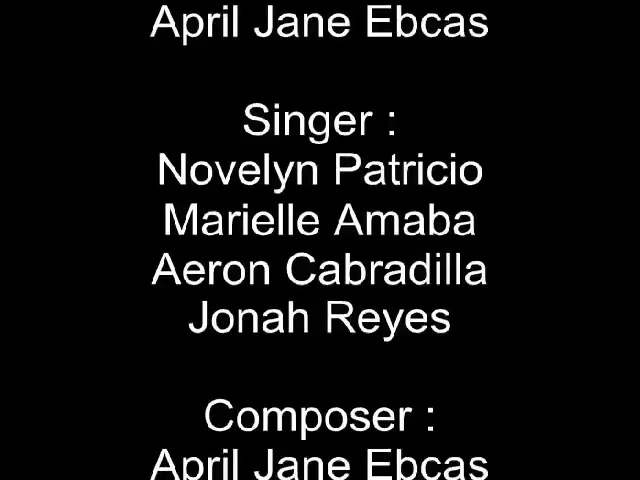 April Jane Ebcas
Singer :
Novelyn Patricio
Marielle Amaba
Aeron Cabradilla
Jonah Reyes
Composer :
April Jane Ebcas